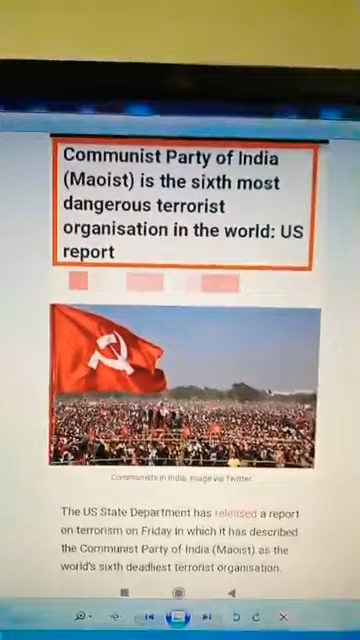 Communist Party of India
(Maoist) is the sixth most
dangerous terrorist
organisation in the world: US
report
Communists in India, image via Twitter.
The US State Department has released a report
on terrorism on Friday in which it has described
the Communist Party of India (Maoist) as the
world's sixth deadliest terrorist organisation.